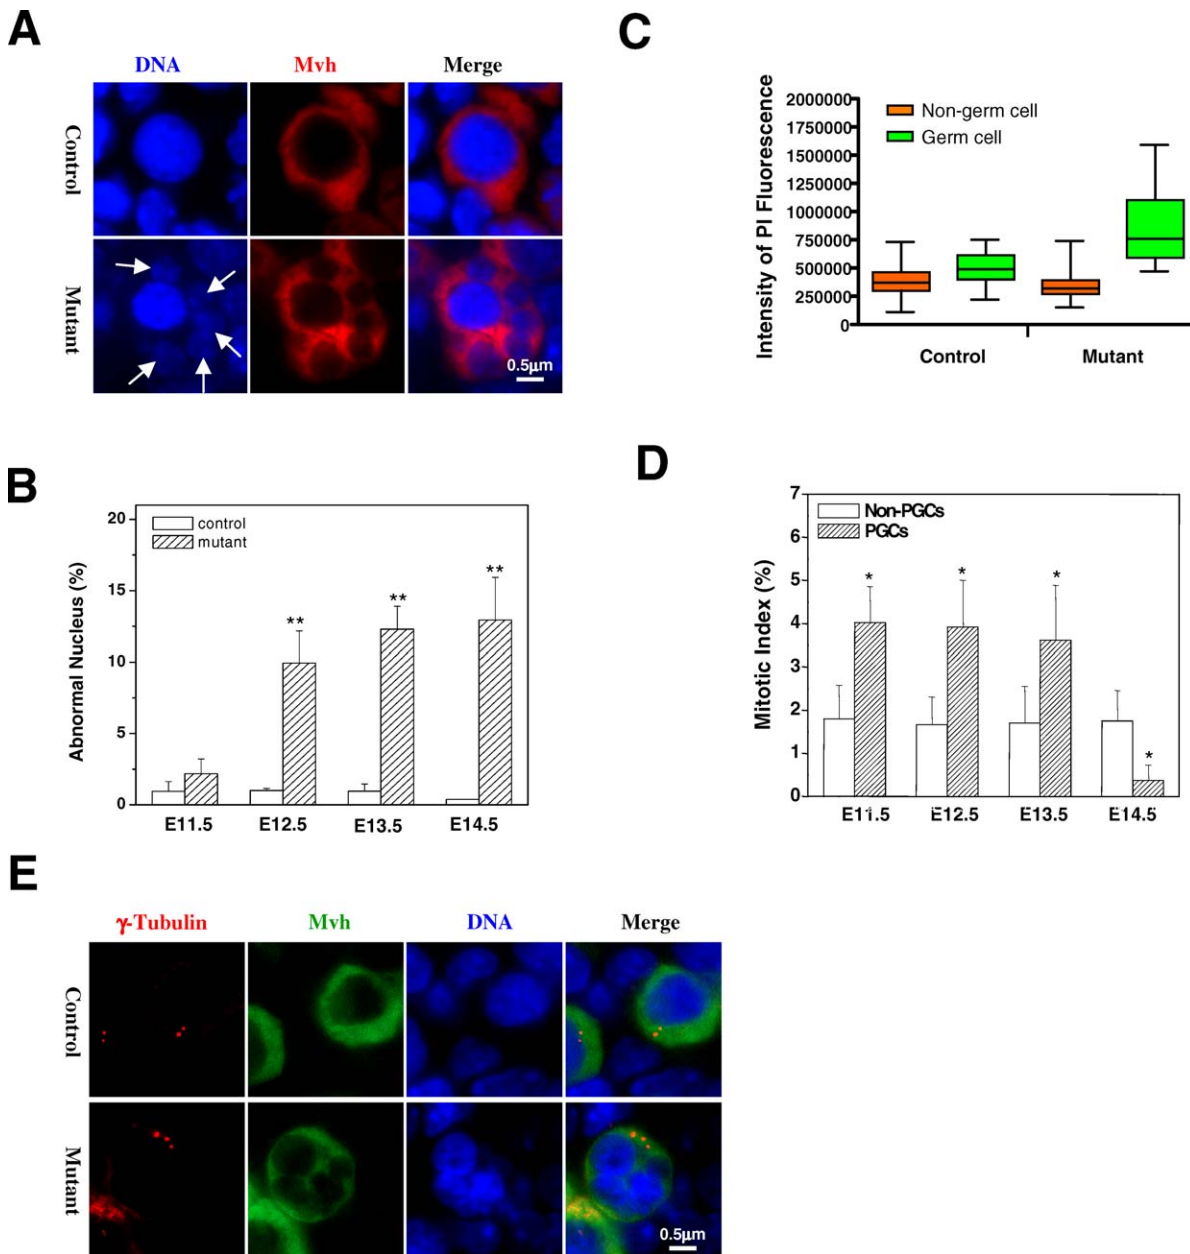 A
DNA
Mvh
Merge
Control
Mutant
0.5µm
C
Intensity of PI Fluorescence
2000000
1750000
1500000
1250000
1000000
750000
500000
250000
0
Non-germ cell
Germ cell
Control
Mutant
B
Abnormal Nucleus (%)
20
15
10
5
0
control
mutant
**
**
**
E11.5
E12.5
E13.5
E14.5
D
Mitotic Index (%)
7
6
5
4
3
2
1
0
Non-PGCs
PGCs
*
*
*
*
E11.5
E12.5
E13.5
E14.5
E
γ-Tubulin
Mvh
DNA
Merge
Control
Mutant
0.5µm